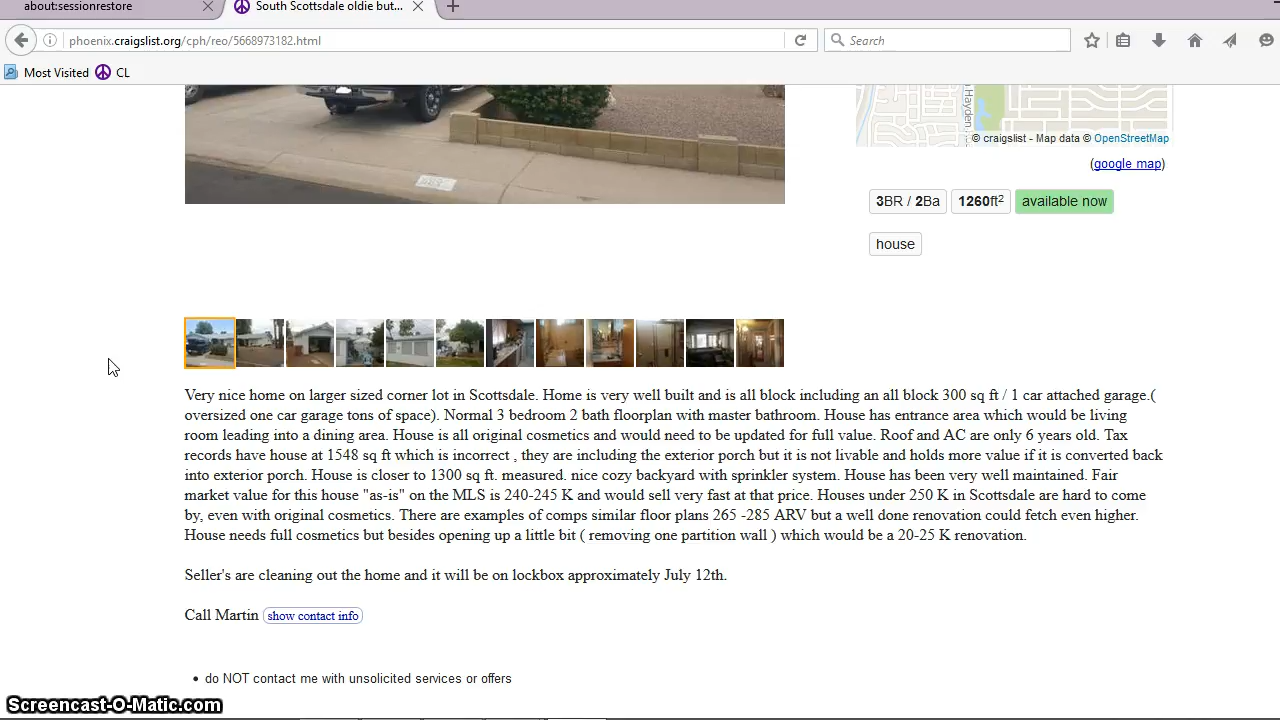 about:sessionrestore
South Scottsdale oldie but...
phoenix.craigslist.org/cph/reo/5668973182.html
Search
Most Visited
CL
Hayden
© craigslist - Map data © OpenStreetMap
(google map)
3BR / 2Ba
1260ft²
available now
house
Very nice home on larger sized corner lot in Scottsdale. Home is very well built and is all block including an all block 300 sq ft / 1 car attached garage.(
oversized one car garage tons of space). Normal 3 bedroom 2 bath floorplan with master bathroom. House has entrance area which would be living
room leading into a dining area. House is all original cosmetics and would need to be updated for full value. Roof and AC are only 6 years old. Tax
records have house at 1548 sq ft which is incorrect , they are including the exterior porch but it is not livable and holds more value if it is converted back
into exterior porch. House is closer to 1300 sq ft. measured. nice cozy backyard with sprinkler system. House has been very well maintained. Fair
market value for this house "as-is" on the MLS is 240-245 K and would sell very fast at that price. Houses under 250 K in Scottsdale are hard to come
by, even with original cosmetics. There are examples of comps similar floor plans 265 -285 ARV but a well done renovation could fetch even higher.
House needs full cosmetics but besides opening up a little bit ( removing one partition wall ) which would be a 20-25 K renovation.
Seller's are cleaning out the home and it will be on lockbox approximately July 12th.
Call Martin show contact info
• do NOT contact me with unsolicited services or offers
Screencast-O-Matic.com